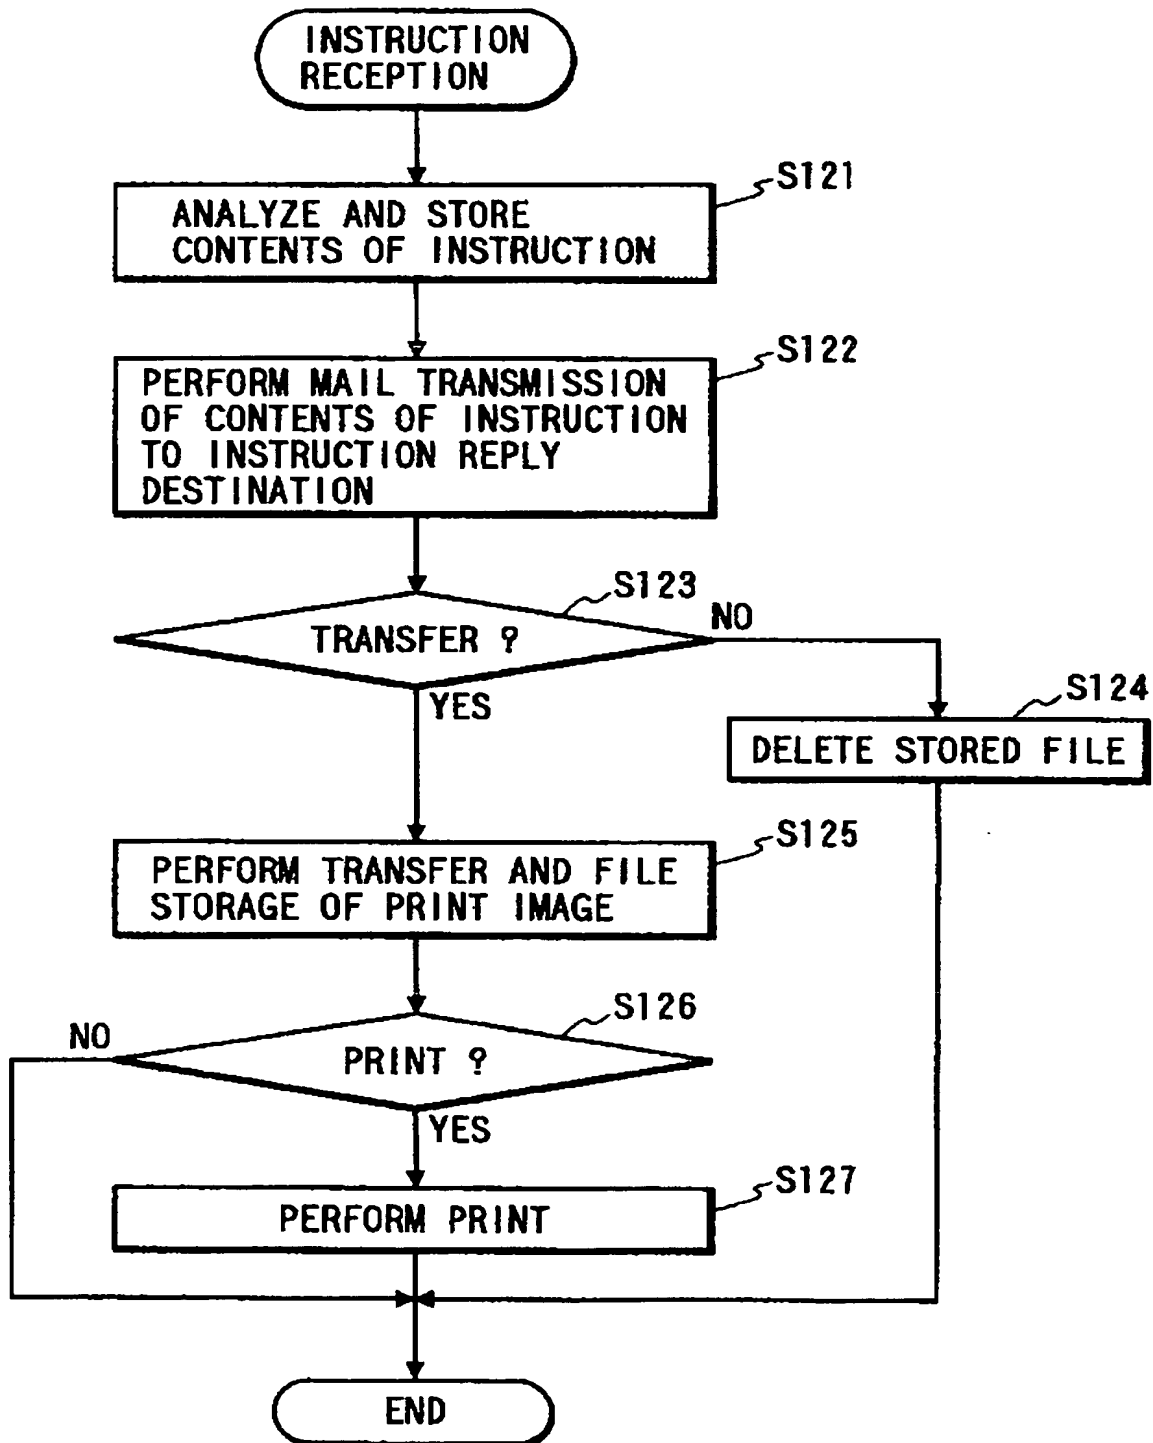 INSTRUCTION
RECEPTION
S121
ANALYZE AND STORE
CONTENTS OF INSTRUCTION
S122
PERFORM MAIL TRANSMISSION
OF CONTENTS OF INSTRUCTION
TO INSTRUCTION REPLY
DESTINATION
S123
TRANSFER ?
NO
YES
S124
DELETE STORED FILE
S125
PERFORM TRANSFER AND FILE
STORAGE OF PRINT IMAGE
S126
NO
PRINT ?
YES
S127
PERFORM PRINT
END